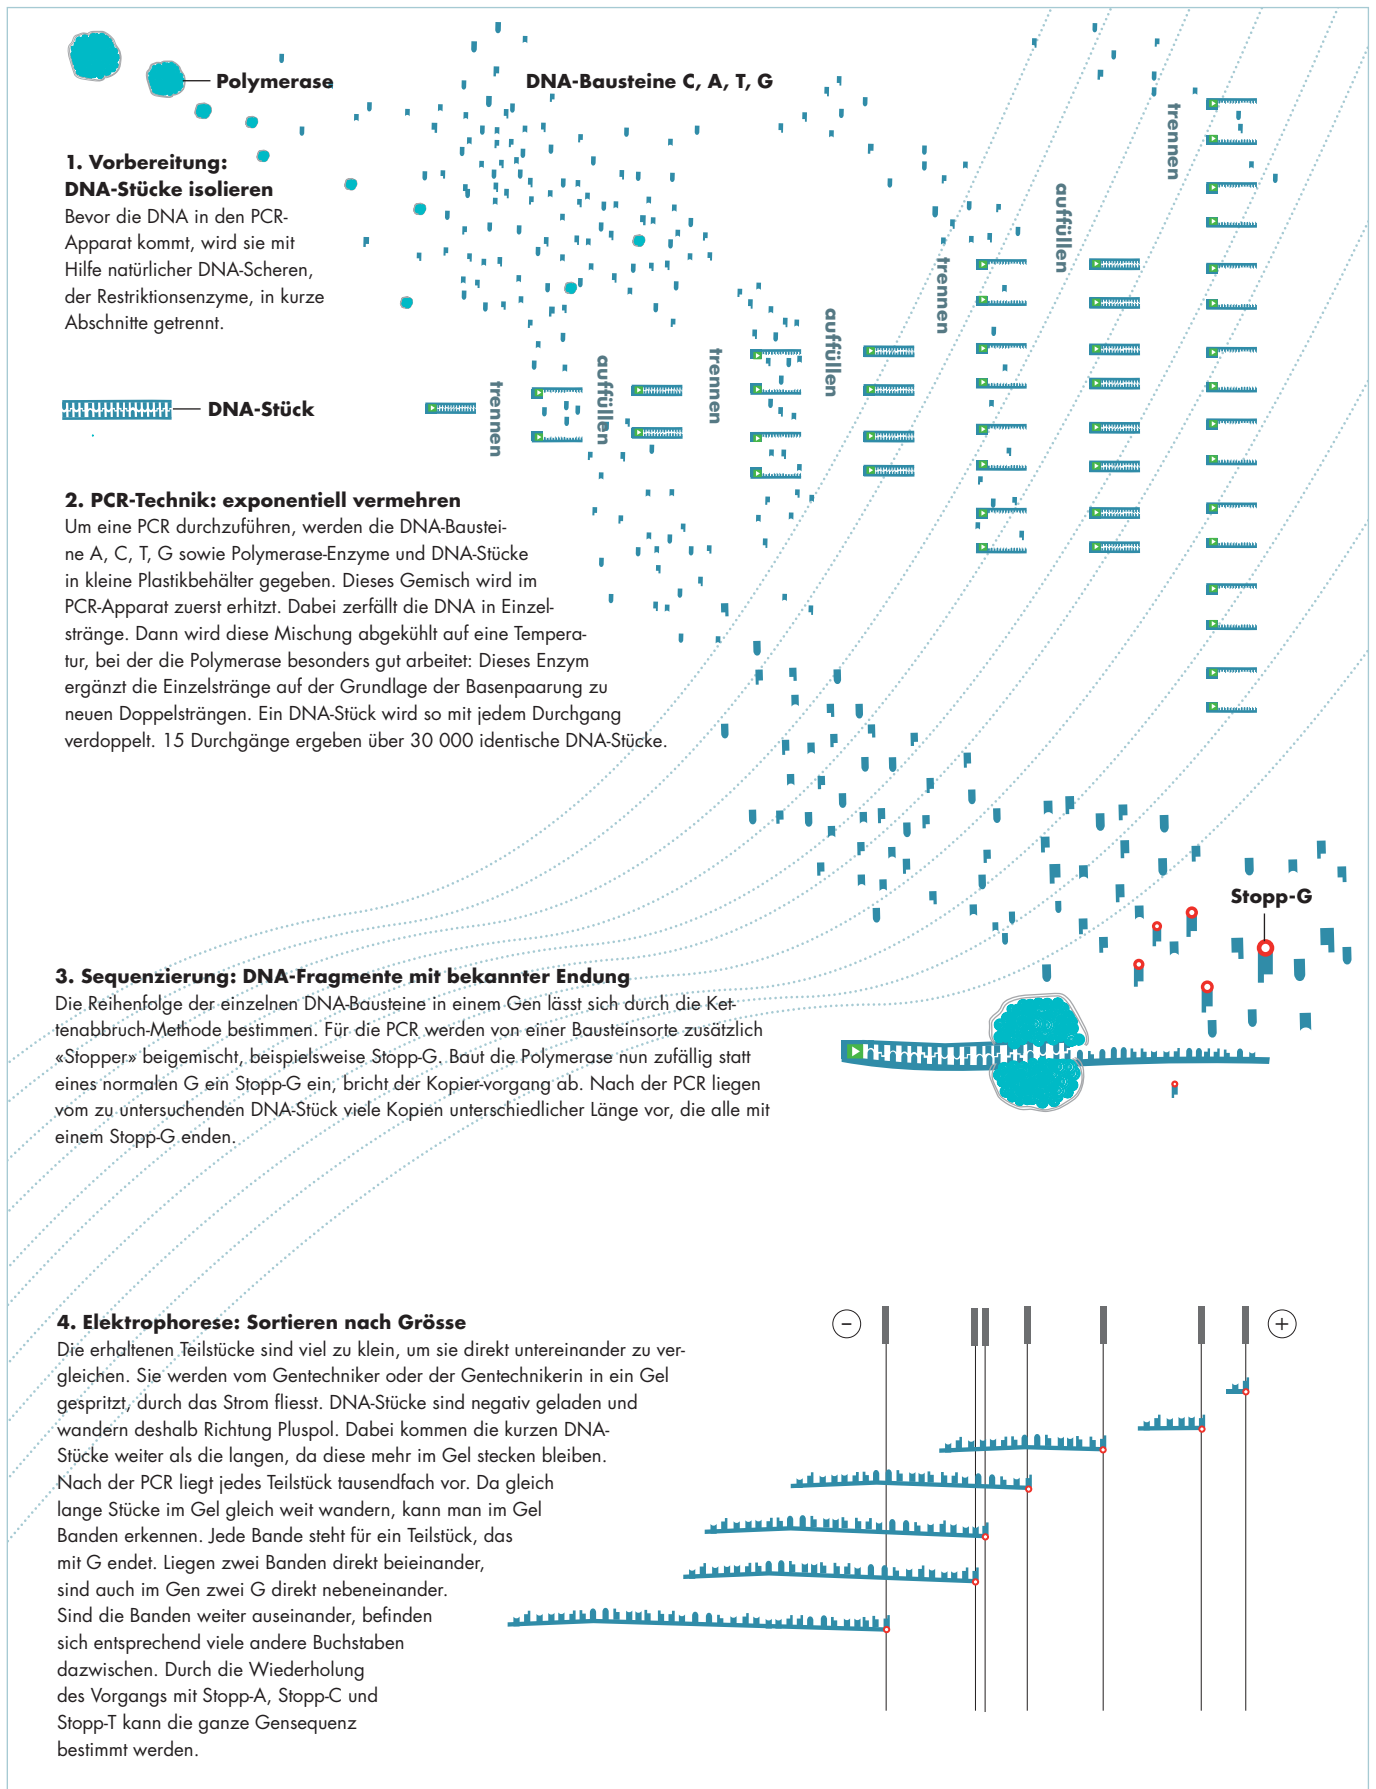 Polymerase
DNA-Bausteine C, A, T, G
1. Vorbereitung:
DNA-Stücke isolieren
Bevor die DNA in den PCR-
Apparat kommt, wird sie mit
Hilfe natürlicher DNA-Scheren,
der Restriktionsenzyme, in kurze
Abschnitte getrennt.
DNA-Stück
trennen
auffüllen
trennen
auffüllen
trennen
auffüllen
trennen
2. PCR-Technik: exponentiell vermehren
Um eine PCR durchzuführen, werden die DNA-Baustei-
ne A, C, T, G sowie Polymerase-Enzyme und DNA-Stücke
in kleine Plastikbehälter gegeben. Dieses Gemisch wird im
PCR-Apparat zuerst erhitzt. Dabei zerfällt die DNA in Einzel-
stränge. Dann wird diese Mischung abgekühlt auf eine Tempera-
tur, bei der die Polymerase besonders gut arbeitet: Dieses Enzym
ergänzt die Einzelstränge auf der Grundlage der Basenpaarung zu
neuen Doppelsträngen. Ein DNA-Stück wird so mit jedem Durchgang
verdoppelt. 15 Durchgänge ergeben über 30 000 identische DNA-Stücke.
Stopp-G
3. Sequenzierung: DNA-Fragmente mit bekannter Endung
Die Reihenfolge der einzelnen DNA-Bausteine in einem Gen lässt sich durch die Ket-
tenabbruch-Methode bestimmen. Für die PCR werden von einer Bausteinsorte zusätzlich
«Stopper» beigemischt, beispielsweise Stopp-G. Baut die Polymerase nun zufällig statt
eines normalen G ein Stopp-G ein, bricht der Kopier-vorgang ab. Nach der PCR liegen
vom zu untersuchenden DNA-Stück viele Kopien unterschiedlicher Länge vor, die alle mit
einem Stopp-G enden.
4. Elektrophorese: Sortieren nach Grösse
Die erhaltenen Teilstücke sind viel zu klein, um sie direkt untereinander zu ver-
gleichen. Sie werden vom Gentechniker oder der Gentechnikerin in ein Gel
gespritzt, durch das Strom fliesst. DNA-Stücke sind negativ geladen und
wandern deshalb Richtung Pluspol. Dabei kommen die kurzen DNA-
Stücke weiter als die langen, da diese mehr im Gel stecken bleiben.
Nach der PCR liegt jedes Teilstück tausendfach vor. Da gleich
lange Stücke im Gel gleich weit wandern, kann man im Gel
Banden erkennen. Jede Bande steht für ein Teilstück, das
mit G endet. Liegen zwei Banden direkt beieinander,
sind auch im Gen zwei G direkt nebeneinander.
Sind die Banden weiter auseinander, befinden
sich entsprechend viele andere Buchstaben
dazwischen. Durch die Wiederholung
des Vorgangs mit Stopp-A, Stopp-C und
Stopp-T kann die ganze Gensequenz
bestimmt werden.
–
+